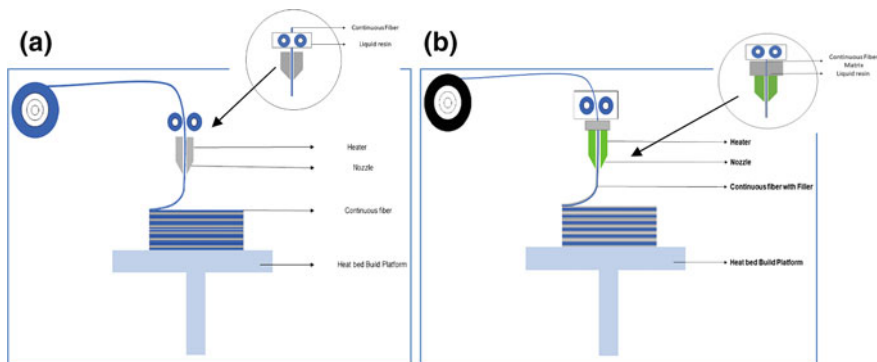 (a)
Continuous Fiber
Liquid resin
Heater
Nozzle
Continuous fiber
Heat bed Build Platform
(b)
Continuous Fiber
Matrix
Liquid resin
Heater
Nozzle
Continuous fiber with Filler
Heat bed Build Platform